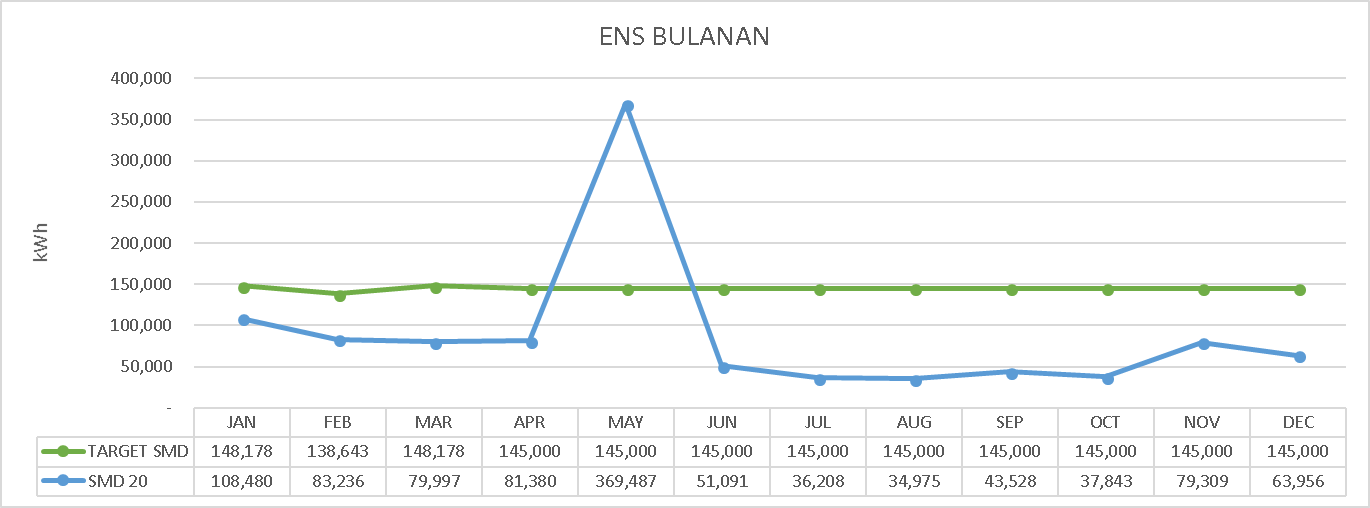 ENS BULANAN
400,000
350,000
300,000
250,000
200,000
150,000
100,000
50,000
-
kWh
JAN FEB MAR APR MAY JUN JUL AUG SEP OCT NOV DEC
TARGET SMD 148,178 138,643 148,178 145,000 145,000 145,000 145,000 145,000 145,000 145,000 145,000 145,000
SMD 20 108,480 83,236 79,997 81,380 369,487 51,091 36,208 34,975 43,528 37,843 79,309 63,956